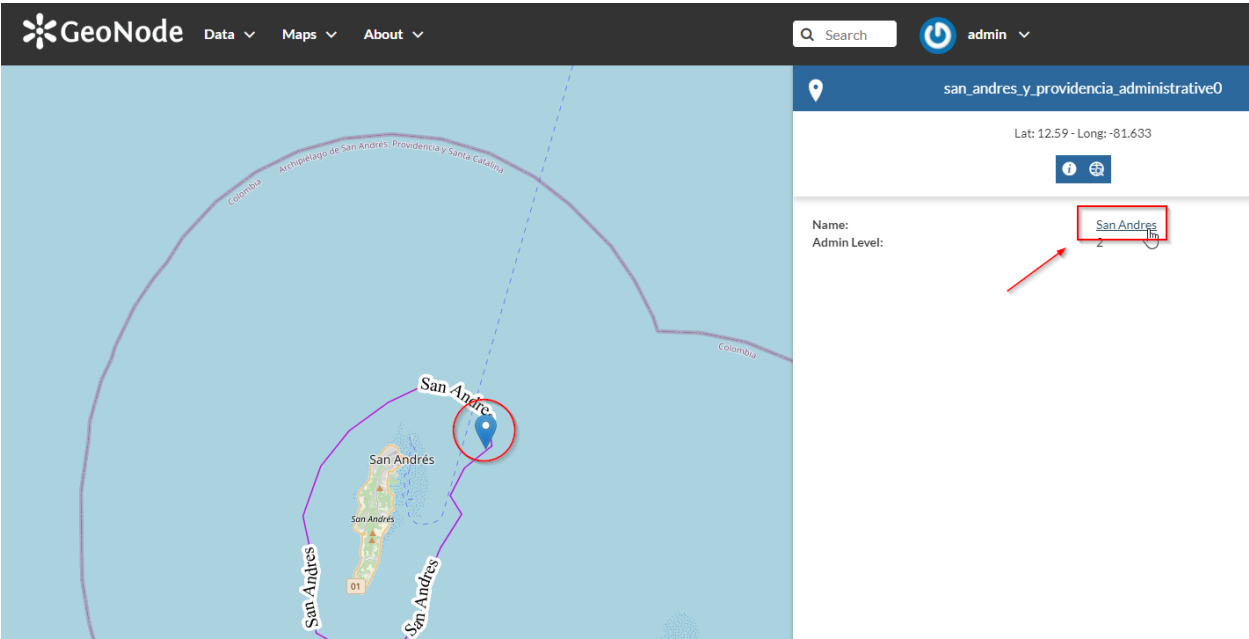 GeoNode Data Maps About Search admin
san_andres_y_providencia_administrative0
Lat: 12.59 - Long: -81.633
Name: San Andres
Admin Level: 2
Colombia
Archipiélago de San Andrés, Providencia y Santa Catalina
Colombia
San Andres
San Andrés
San Andrés
San Andres
San Andres
01